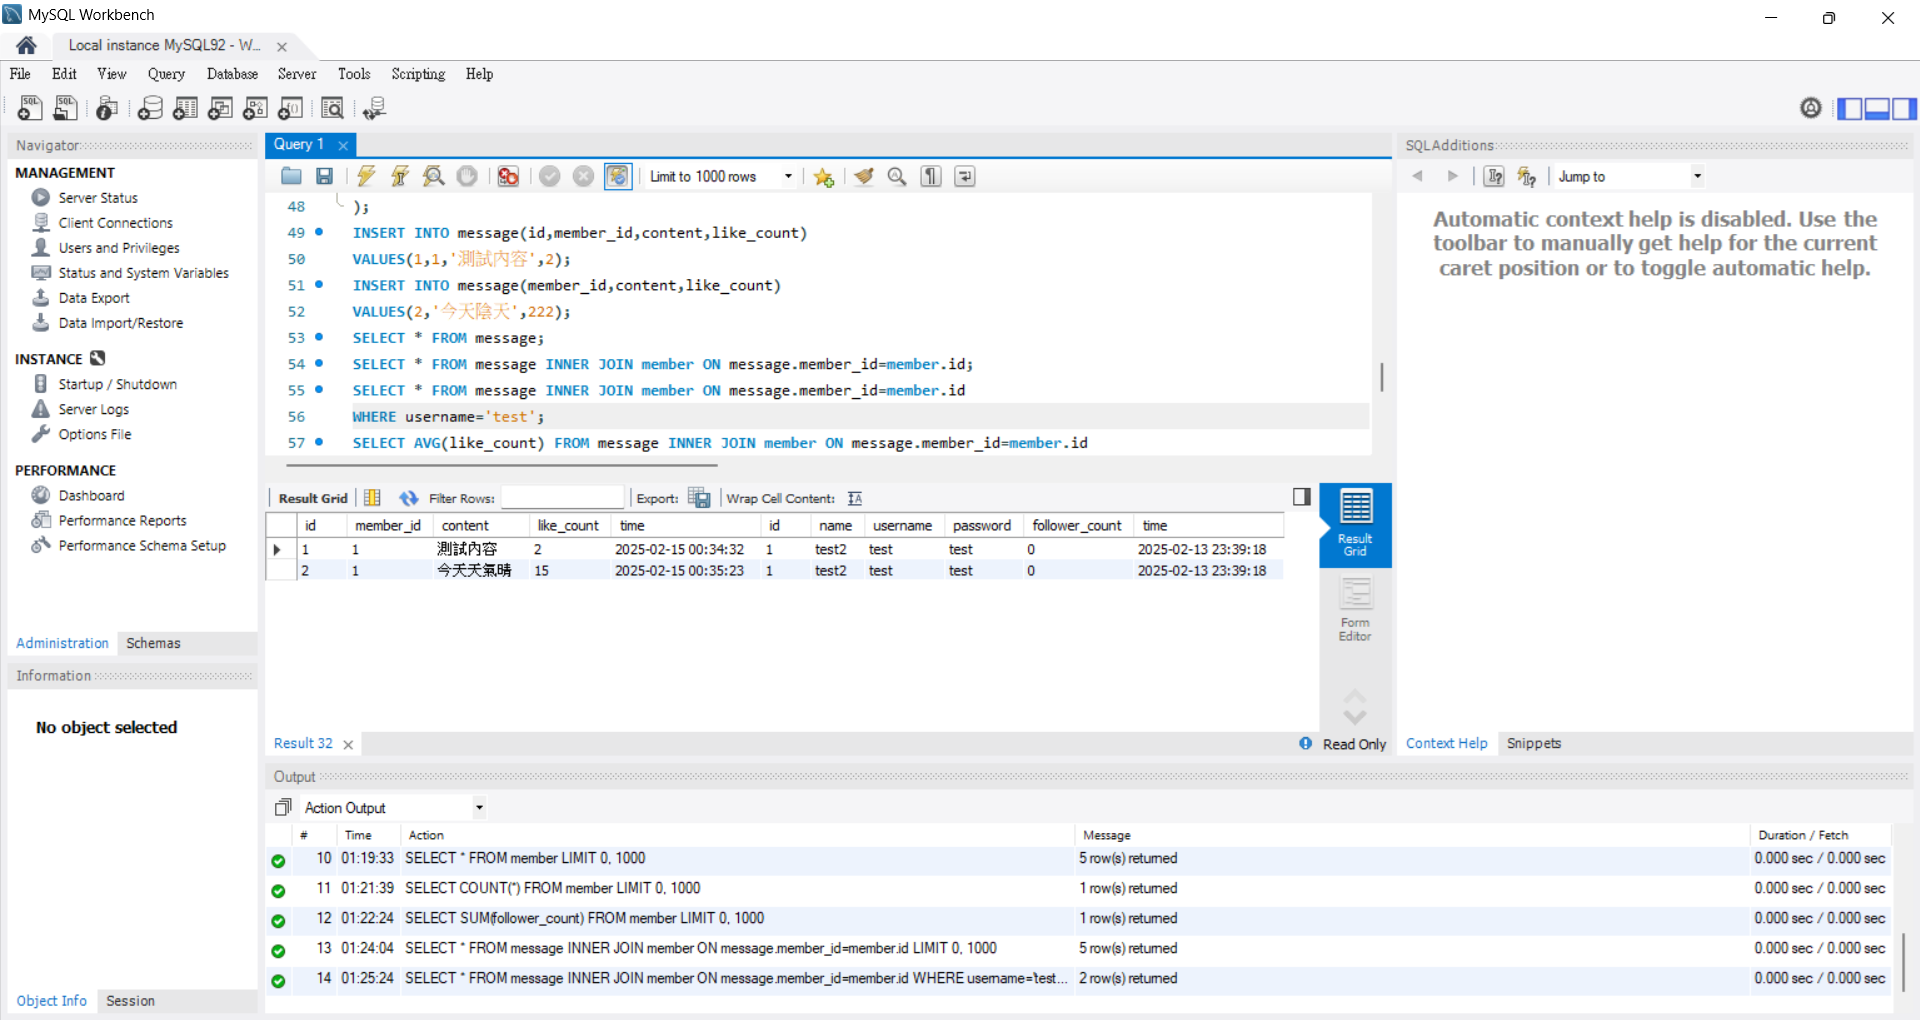 MySQL Workbench
Local instance MySQL92 - W...
File Edit View Query Database Server Tools Scripting Help
Navigator
MANAGEMENT
Server Status
Client Connections
Users and Privileges
Status and System Variables
Data Export
Data Import/Restore
INSTANCE
Startup / Shutdown
Server Logs
Options File
PERFORMANCE
Dashboard
Performance Reports
Performance Schema Setup
Administration Schemas
Information
No object selected
Object Info Session
Query 1
Limit to 1000 rows
48 );
49 INSERT INTO message(id,member_id,content,like_count)
50 VALUES(1,1,'測試內容',2);
51 INSERT INTO message(member_id,content,like_count)
52 VALUES(2,'今天陰天',222);
53 SELECT * FROM message;
54 SELECT * FROM message INNER JOIN member ON message.member_id=member.id;
55 SELECT * FROM message INNER JOIN member ON message.member_id=member.id
56 WHERE username='test';
57 SELECT AVG(like_count) FROM message INNER JOIN member ON message.member_id=member.id
Result Grid Filter Rows: Export: Wrap Cell Content:
id member_id content like_count time id name username password follower_count time
1 1 測試內容 2 2025-02-15 00:34:32 1 test2 test test 0 2025-02-13 23:39:18
2 1 今天天氣晴 15 2025-02-15 00:35:23 1 test2 test test 0 2025-02-13 23:39:18
Result Grid
Form Editor
Result 32
Read Only
SQLAdditions
Jump to
Automatic context help is disabled. Use the
toolbar to manually get help for the current
caret position or to toggle automatic help.
Context Help Snippets
Output
Action Output
# Time Action Message Duration / Fetch
10 01:19:33 SELECT * FROM member LIMIT 0, 1000 5 row(s) returned 0.000 sec / 0.000 sec
11 01:21:39 SELECT COUNT(*) FROM member LIMIT 0, 1000 1 row(s) returned 0.000 sec / 0.000 sec
12 01:22:24 SELECT SUM(follower_count) FROM member LIMIT 0, 1000 1 row(s) returned 0.000 sec / 0.000 sec
13 01:24:04 SELECT * FROM message INNER JOIN member ON message.member_id=member.id LIMIT 0, 1000 5 row(s) returned 0.000 sec / 0.000 sec
14 01:25:24 SELECT * FROM message INNER JOIN member ON message.member_id=member.id WHERE username='test... 2 row(s) returned 0.000 sec / 0.000 sec